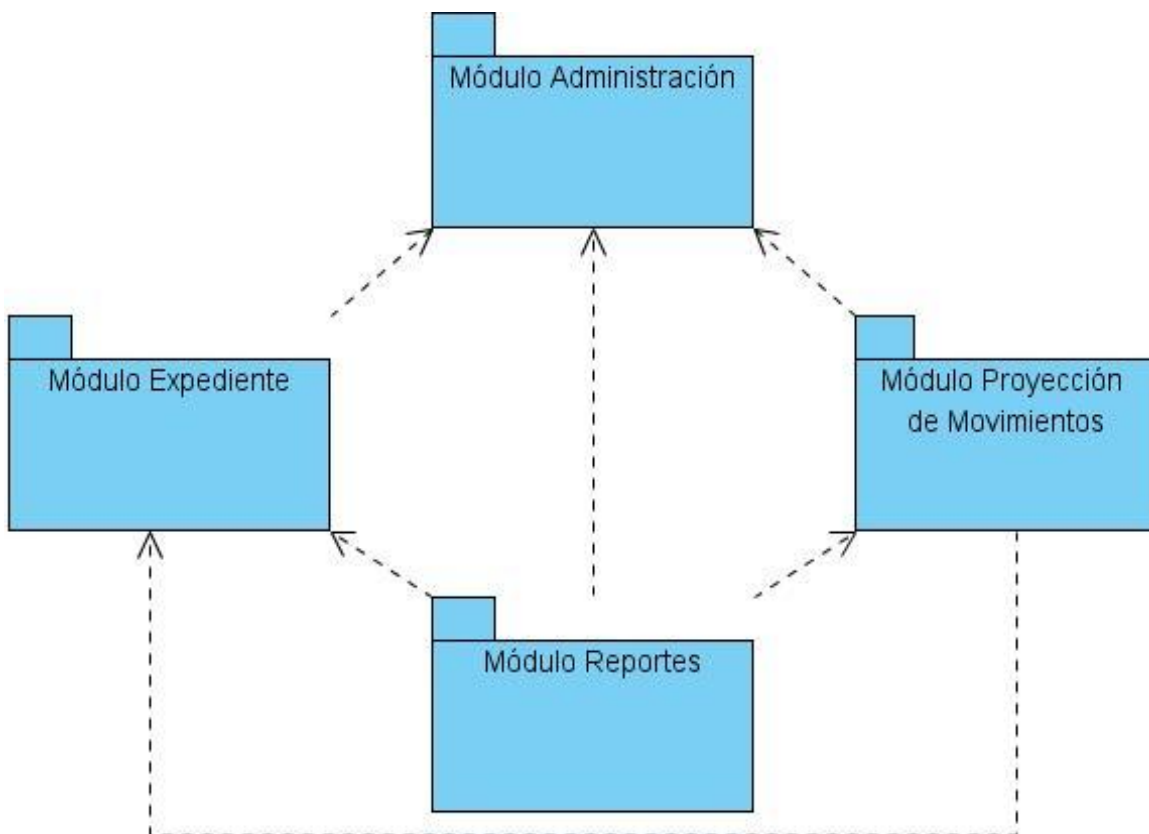 Módulo Administración
Módulo Expediente
Módulo Proyección
de Movimientos
Módulo Reportes